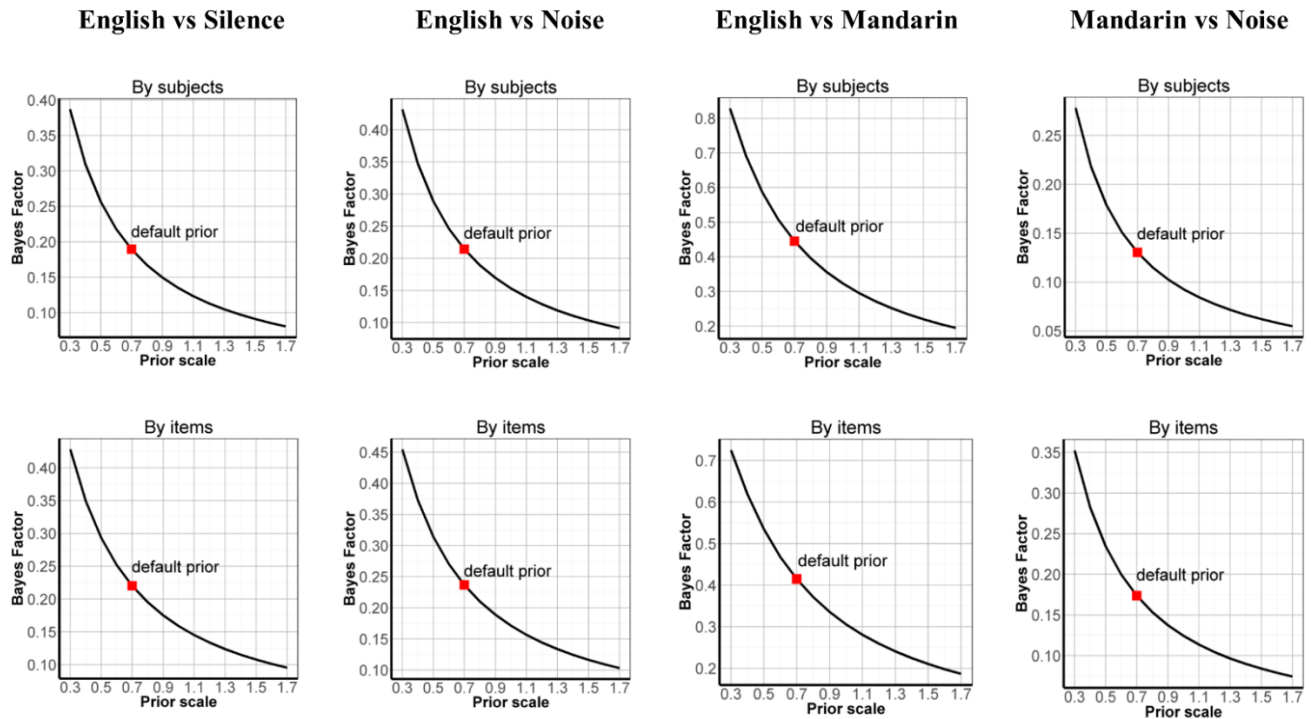 English vs Silence
English vs Noise
English vs Mandarin
Mandarin vs Noise
By subjects
Bayes Factor
0.40
0.35
0.30
0.25
0.20
0.15
0.10
default prior
0.3 0.5 0.7 0.9 1.1 1.3 1.5 1.7
Prior scale
By subjects
Bayes Factor
0.40
0.35
0.30
0.25
0.20
0.15
0.10
default prior
0.3 0.5 0.7 0.9 1.1 1.3 1.5 1.7
Prior scale
By subjects
Bayes Factor
0.8
0.7
0.6
0.5
0.4
0.3
0.2
default prior
0.3 0.5 0.7 0.9 1.1 1.3 1.5 1.7
Prior scale
By subjects
Bayes Factor
0.25
0.20
0.15
0.10
0.05
default prior
0.3 0.5 0.7 0.9 1.1 1.3 1.5 1.7
Prior scale
By items
Bayes Factor
0.40
0.35
0.30
0.25
0.20
0.15
0.10
default prior
0.3 0.5 0.7 0.9 1.1 1.3 1.5 1.7
Prior scale
By items
Bayes Factor
0.45
0.40
0.35
0.30
0.25
0.20
0.15
0.10
default prior
0.3 0.5 0.7 0.9 1.1 1.3 1.5 1.7
Prior scale
By items
Bayes Factor
0.7
0.6
0.5
0.4
0.3
0.2
default prior
0.3 0.5 0.7 0.9 1.1 1.3 1.5 1.7
Prior scale
By items
Bayes Factor
0.35
0.30
0.25
0.20
0.15
0.10
default prior
0.3 0.5 0.7 0.9 1.1 1.3 1.5 1.7
Prior scale